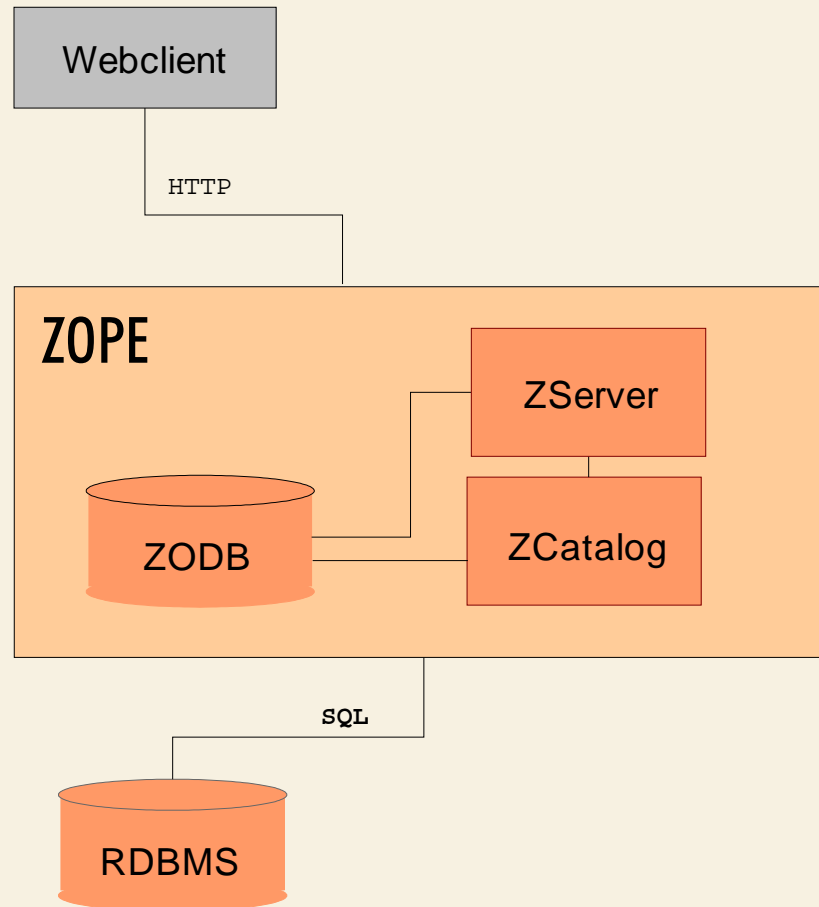 Webclient
HTTP
ZOPE
ZServer
ZODB
ZCatalog
SQL
RDBMS